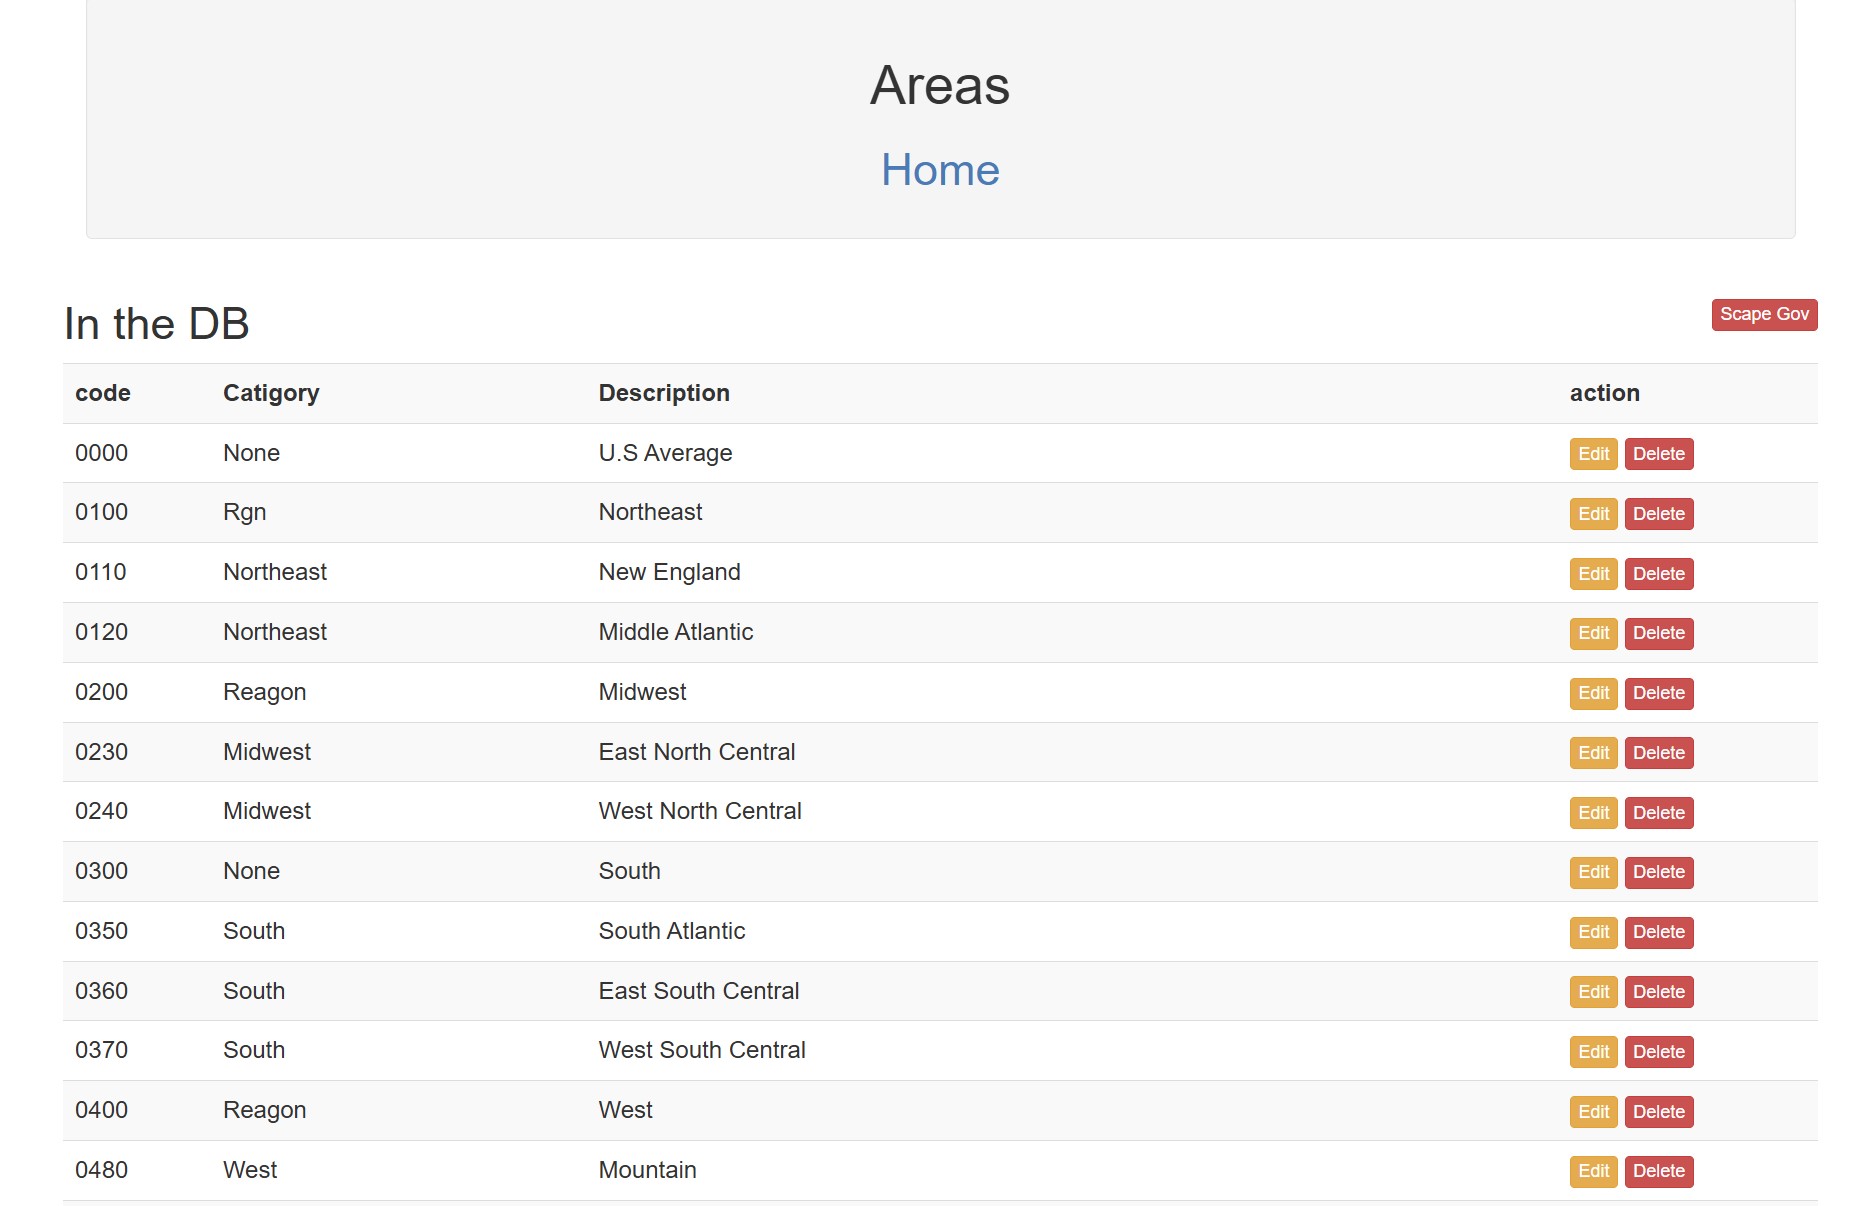 Areas
Home
In the DB
Scape Gov
code Catigory Description action
0000 None U.S Average Edit Delete
0100 Rgn Northeast Edit Delete
0110 Northeast New England Edit Delete
0120 Northeast Middle Atlantic Edit Delete
0200 Reagon Midwest Edit Delete
0230 Midwest East North Central Edit Delete
0240 Midwest West North Central Edit Delete
0300 None South Edit Delete
0350 South South Atlantic Edit Delete
0360 South East South Central Edit Delete
0370 South West South Central Edit Delete
0400 Reagon West Edit Delete
0480 West Mountain Edit Delete